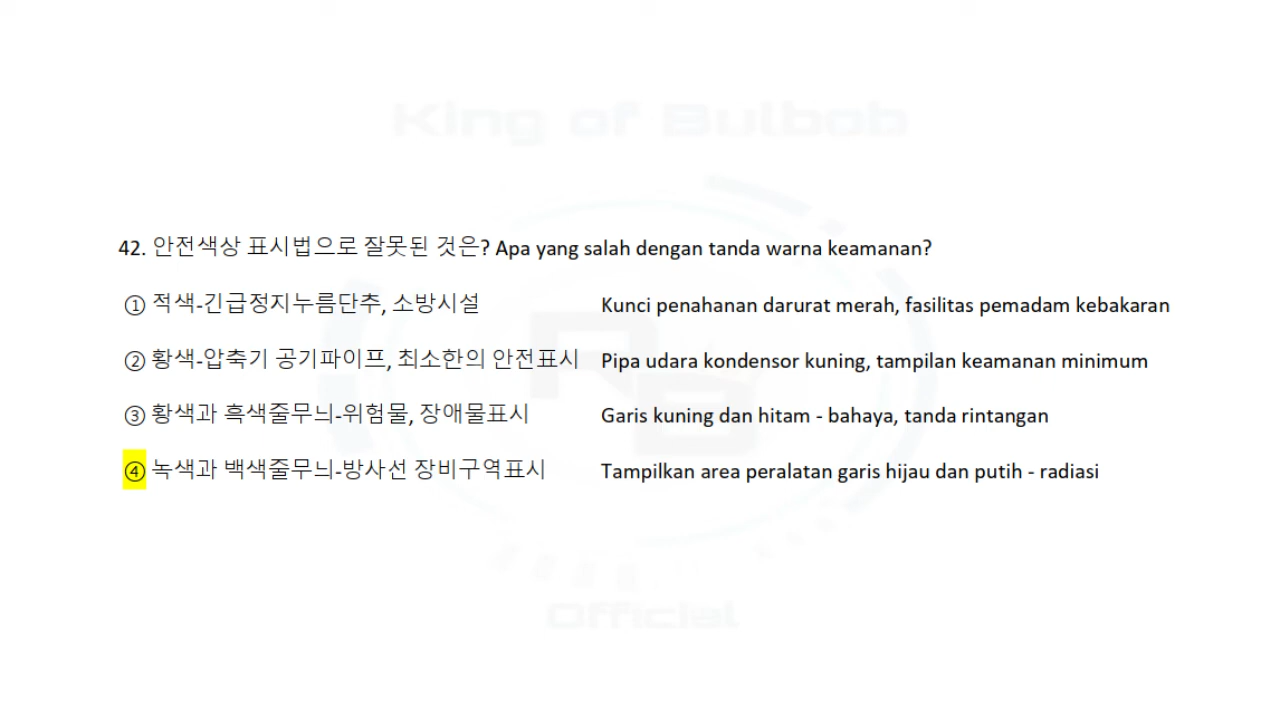 King of Bulbob
42. 안전색상 표시법으로 잘못된 것은? Apa yang salah dengan tanda warna keamanan?
① 적색-긴급정지누름단추, 소방시설 Kunci penahanan darurat merah, fasilitas pemadam kebakaran
② 황색-압축기 공기파이프, 최소한의 안전표시 Pipa udara kondensor kuning, tampilan keamanan minimum
③ 황색과 흑색줄무늬-위험물, 장애물표시 Garis kuning dan hitam - bahaya, tanda rintangan
④ 녹색과 백색줄무늬-방사선 장비구역표시 Tampilkan area peralatan garis hijau dan putih - radiasi
Official